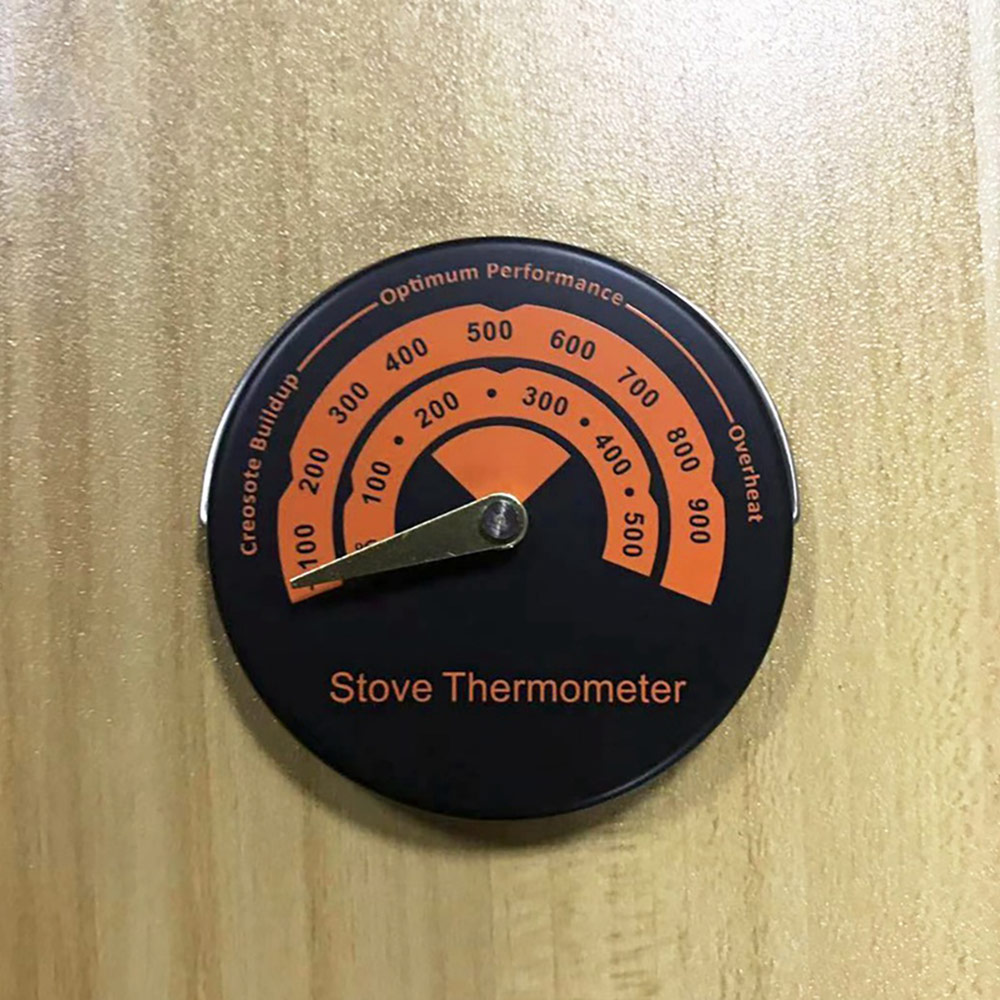 Creosote Buildup
Optimum Performance
Overheat
100 200 300 400 500 600 700 800 900
100 200 300 400 500
Stove Thermometer